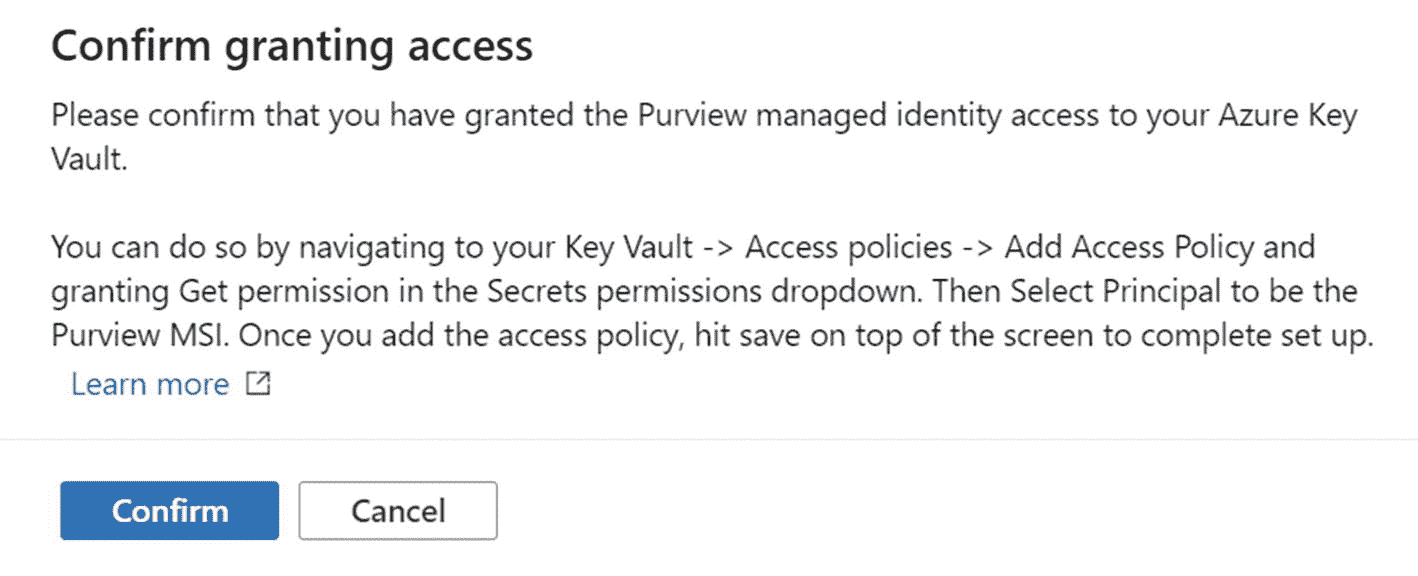 Confirm granting access
Please confirm that you have granted the Purview managed identity access to your Azure Key
Vault.
You can do so by navigating to your Key Vault -> Access policies -> Add Access Policy and
granting Get permission in the Secrets permissions dropdown. Then Select Principal to be the
Purview MSI. Once you add the access policy, hit save on top of the screen to complete set up.
Learn more
Confirm Cancel